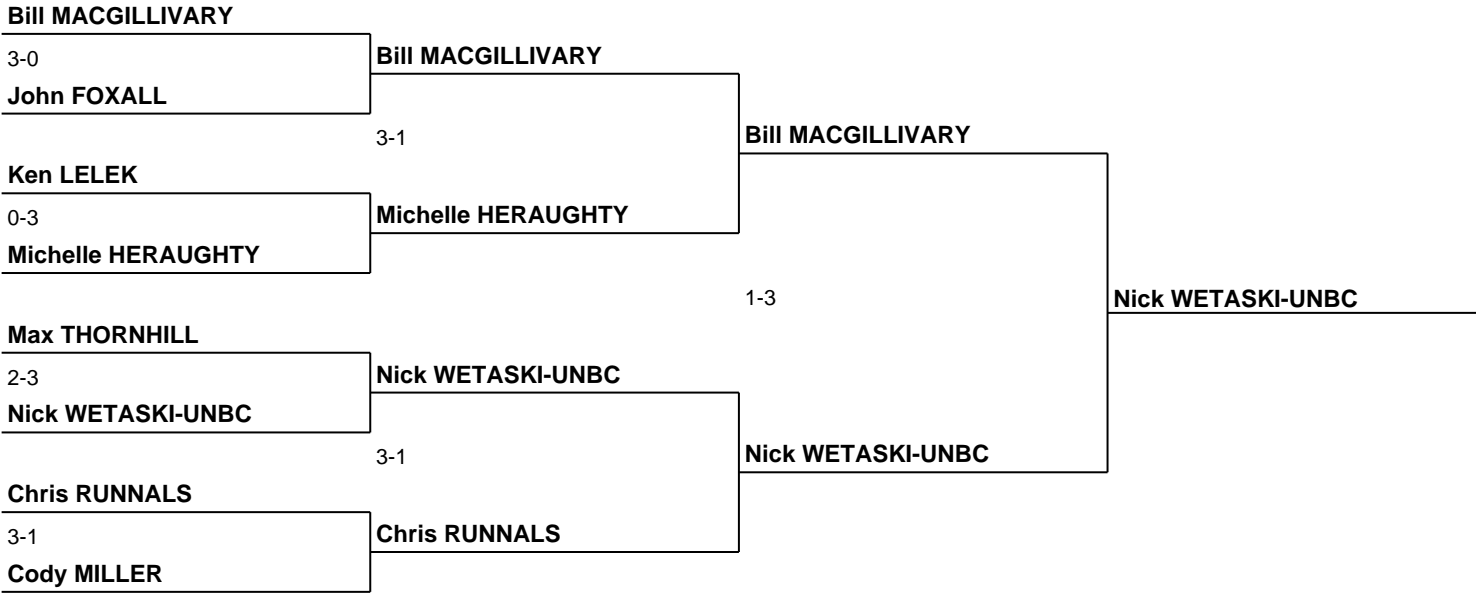 Bill MACGILLIVARY
3-0
Bill MACGILLIVARY
John FOXALL
3-1
Bill MACGILLIVARY
Ken LELEK
0-3
Michelle HERAUGHTY
Michelle HERAUGHTY
1-3
Nick WETASKI-UNBC
Max THORNHILL
2-3
Nick WETASKI-UNBC
Nick WETASKI-UNBC
3-1
Nick WETASKI-UNBC
Chris RUNNALS
3-1
Chris RUNNALS
Cody MILLER